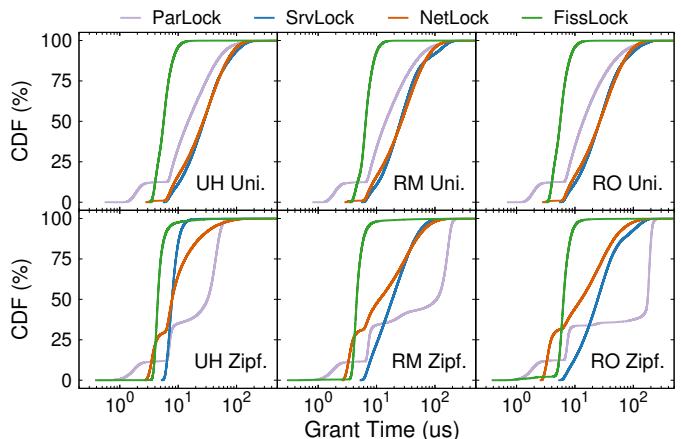 ParLock SrvLock NetLock FissLock
CDF (%)
100
75
50
25
0
UH Uni.
RM Uni.
RO Uni.
CDF (%)
100
75
50
25
0
UH Zipf.
RM Zipf.
RO Zipf.
10^0 10^1 10^2 10^0 10^1 10^2 10^0 10^1 10^2
Grant Time (us)